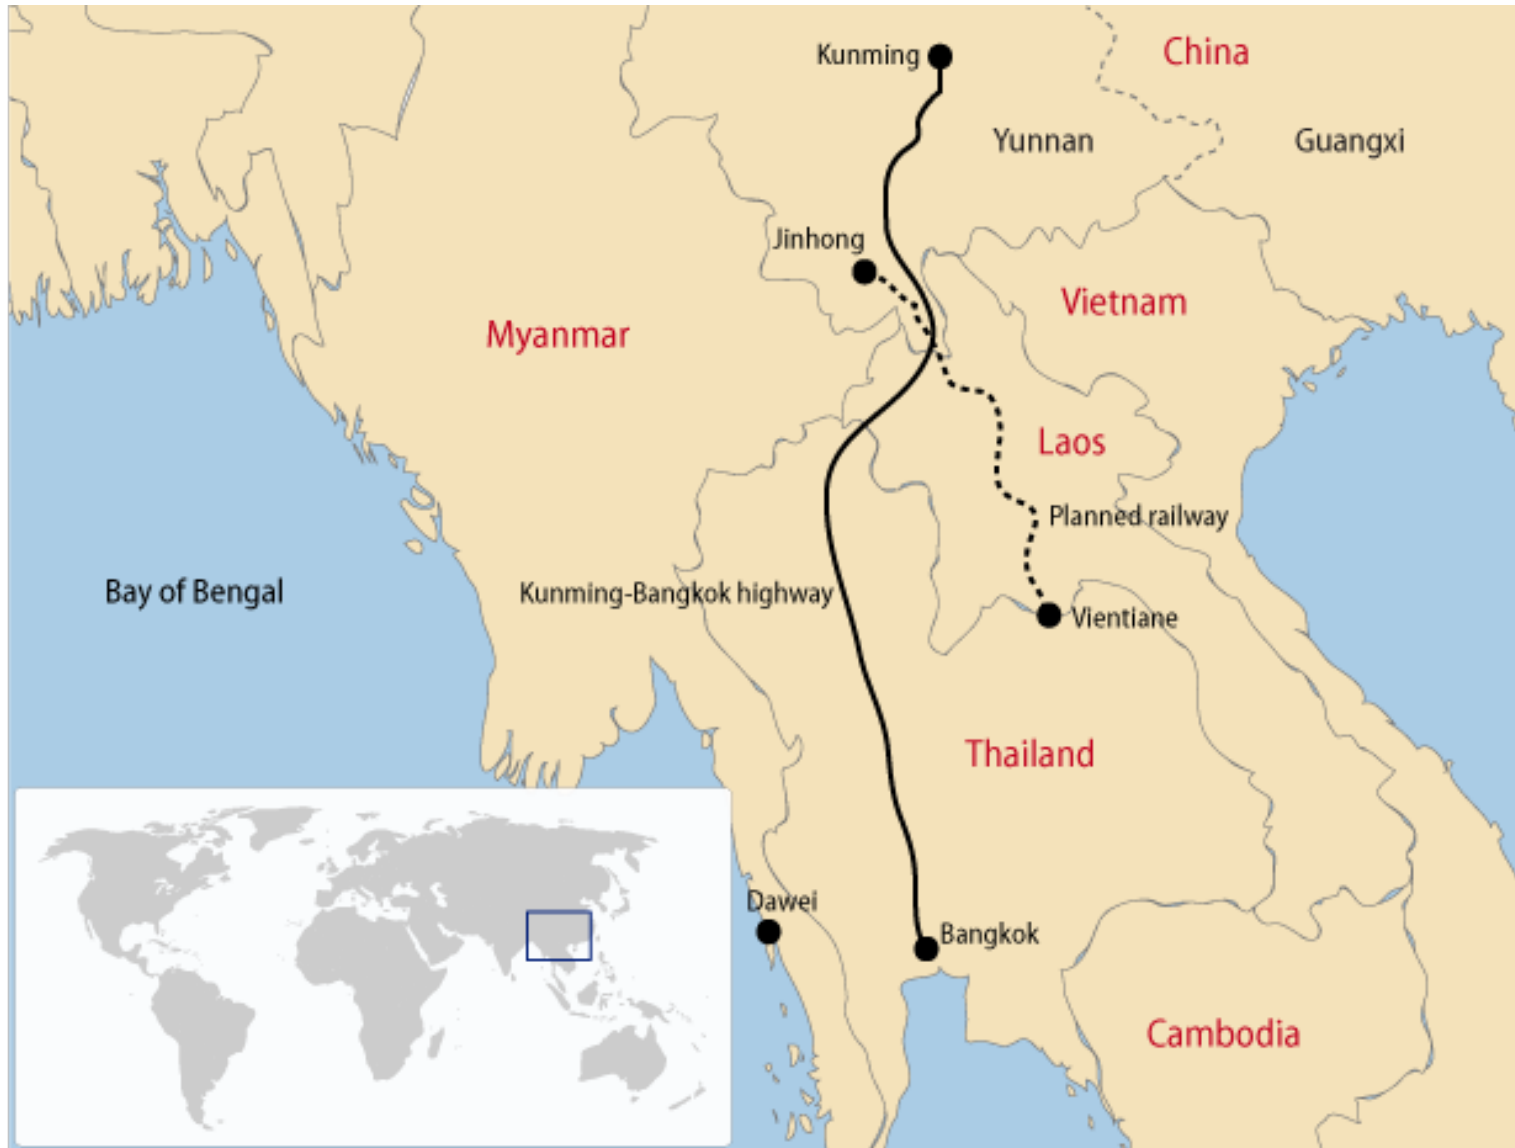 Kunming
China
Yunnan
Guangxi
Jinhong
Vietnam
Myanmar
Laos
Planned railway
Bay of Bengal
Kunming-Bangkok highway
Vientiane
Thailand
Dawei
Bangkok
Cambodia